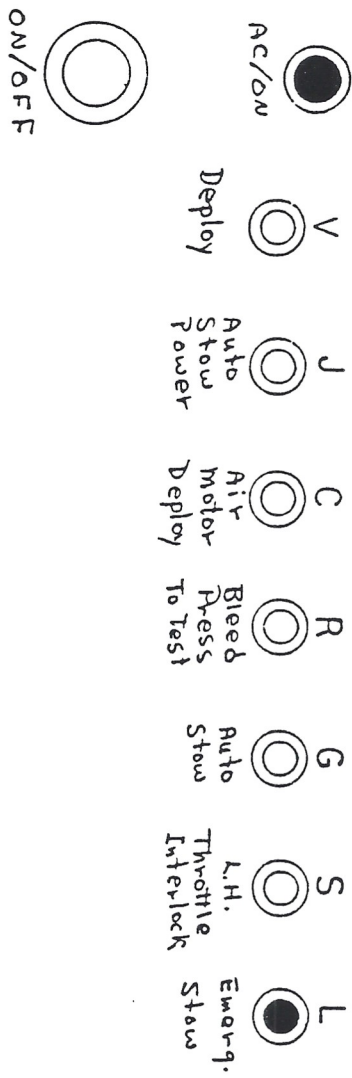 AC/ON
ON/OFF
V
Deploy
J
Auto
Stow
Power
C
Air
Motor
Deploy
R
Bleed
Press
To Test
G
Auto
Stow
S
L.H.
Throttle
Interlock
L
Emerg.
Stow